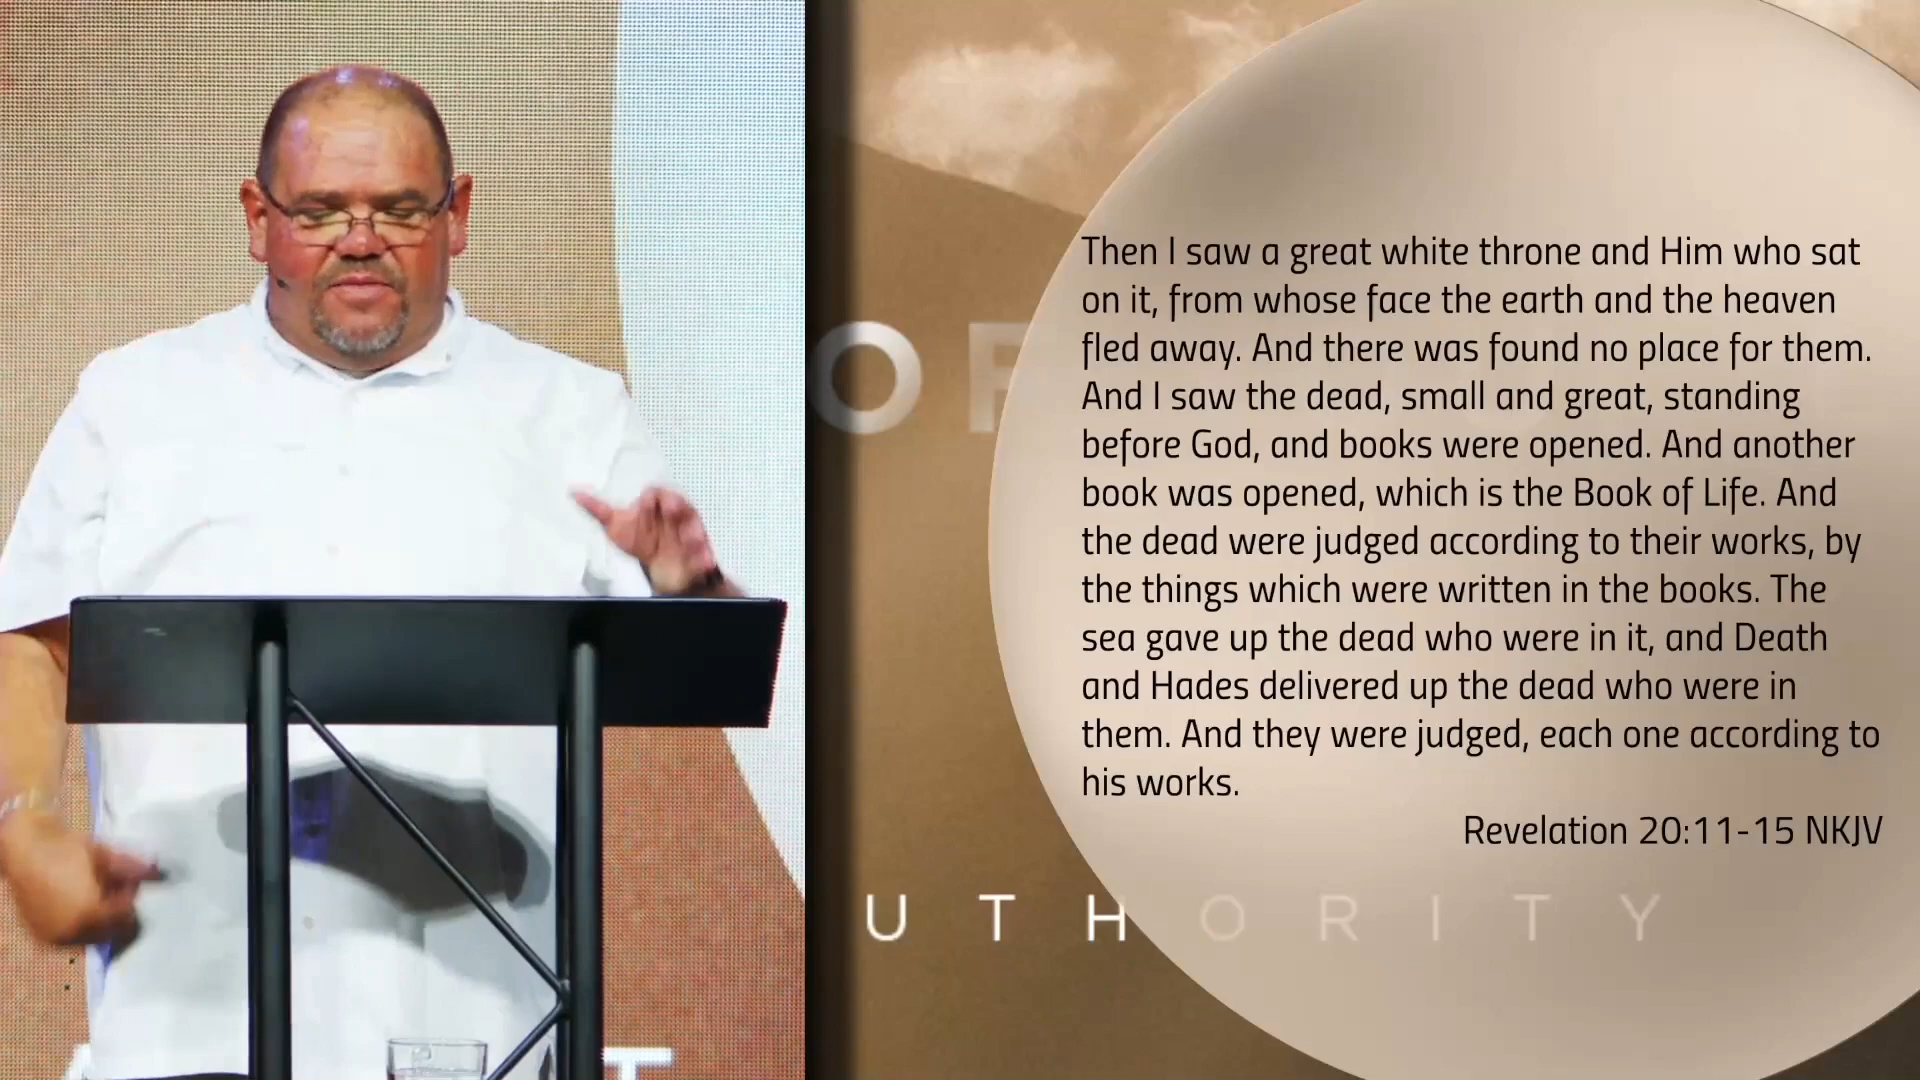 Then I saw a great white throne and Him who sat
on it, from whose face the earth and the heaven
fled away. And there was found no place for them.
And I saw the dead, small and great, standing
before God, and books were opened. And another
book was opened, which is the Book of Life. And
the dead were judged according to their works, by
the things which were written in the books. The
sea gave up the dead who were in it, and Death
and Hades delivered up the dead who were in
them. And they were judged, each one according to
his works.
Revelation 20:11-15 NKJV
UTHORITY
T